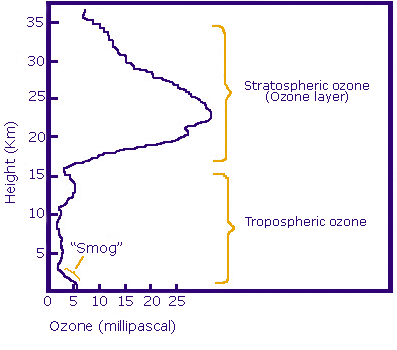 35
30
25
20
15
10
5
Height (Km)
Stratospheric ozone
(Ozone layer)
Tropospheric ozone
"Smog"
0 5 10 15 20 25
Ozone (millipascal)